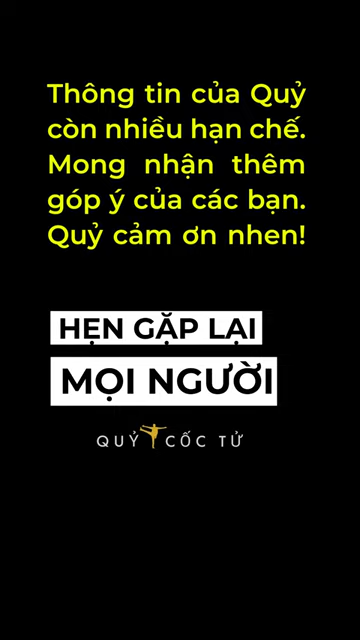 Thông tin của Quỷ
còn nhiều hạn chế.
Mong nhận thêm
góp ý của các bạn.
Quỷ cảm ơn nhen!
HẸN GẶP LẠI
MỌI NGƯỜI
QUỶ CỐC TỬ